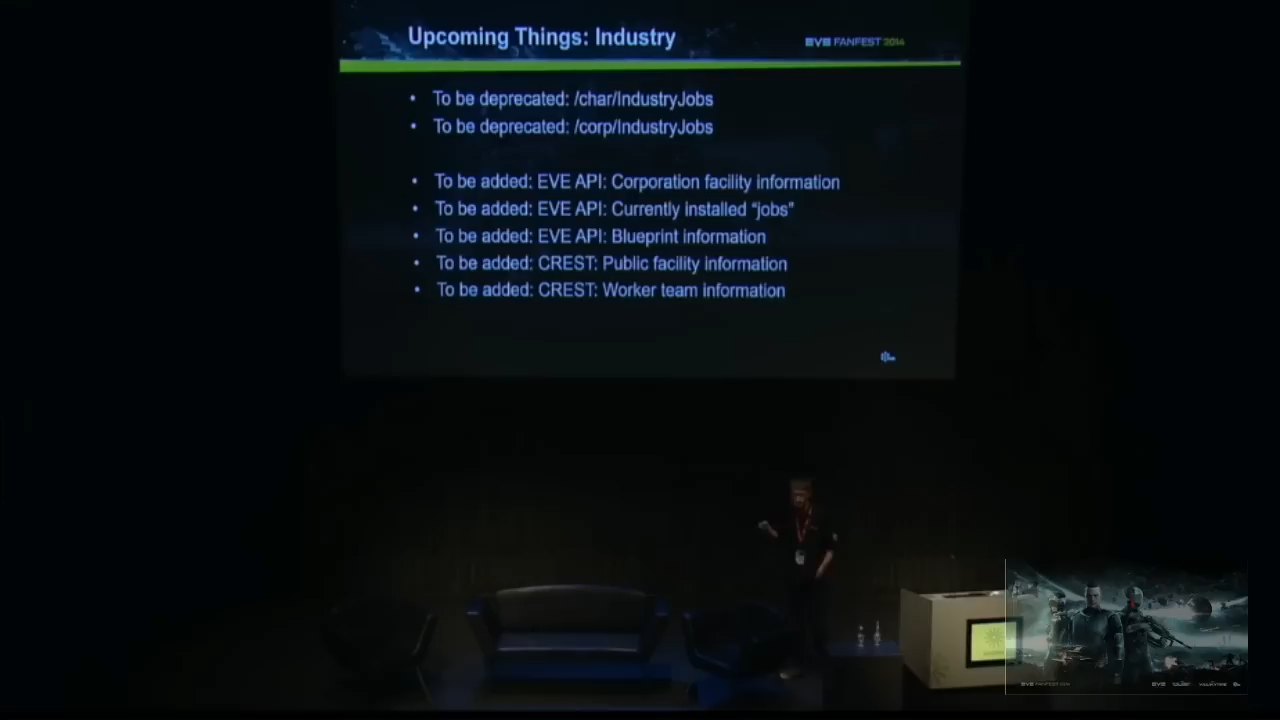 Upcoming Things: Industry
EVE FANFEST 2014
• To be deprecated: /char/IndustryJobs
• To be deprecated: /corp/IndustryJobs
• To be added: EVE API: Corporation facility information
• To be added: EVE API: Currently installed “jobs”
• To be added: EVE API: Blueprint information
• To be added: CREST: Public facility information
• To be added: CREST: Worker team information